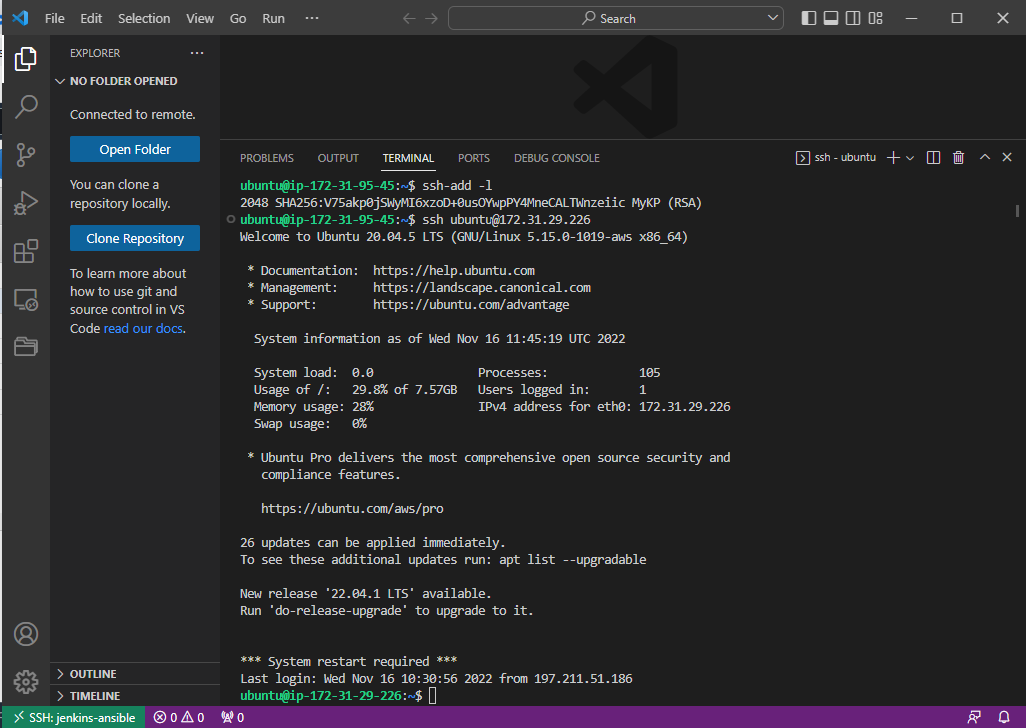 File Edit Selection View Go Run ··· Search
EXPLORER ···
NO FOLDER OPENED
Connected to remote.
Open Folder
You can clone a
repository locally.
Clone Repository
To learn more about
how to use git and
source control in VS
Code read our docs.
OUTLINE
TIMELINE
PROBLEMS OUTPUT TERMINAL PORTS DEBUG CONSOLE ssh - ubuntu
ubuntu@ip-172-31-95-45:~$ ssh-add -l
2048 SHA256:V75akp0jSWyMI6xzoD+0usOYwpPY4MneCALTWnzeiic MyKP (RSA)
ubuntu@ip-172-31-95-45:~$ ssh ubuntu@172.31.29.226
Welcome to Ubuntu 20.04.5 LTS (GNU/Linux 5.15.0-1019-aws x86_64)
* Documentation: https://help.ubuntu.com
* Management: https://landscape.canonical.com
* Support: https://ubuntu.com/advantage
System information as of Wed Nov 16 11:45:19 UTC 2022
System load: 0.0 Processes: 105
Usage of /: 29.8% of 7.57GB Users logged in: 1
Memory usage: 28% IPv4 address for eth0: 172.31.29.226
Swap usage: 0%
* Ubuntu Pro delivers the most comprehensive open source security and
compliance features.
https://ubuntu.com/aws/pro
26 updates can be applied immediately.
To see these additional updates run: apt list --upgradable
New release '22.04.1 LTS' available.
Run 'do-release-upgrade' to upgrade to it.
*** System restart required ***
Last login: Wed Nov 16 10:30:56 2022 from 197.211.51.186
ubuntu@ip-172-31-29-226:~$
SSH: jenkins-ansible 0 0 0